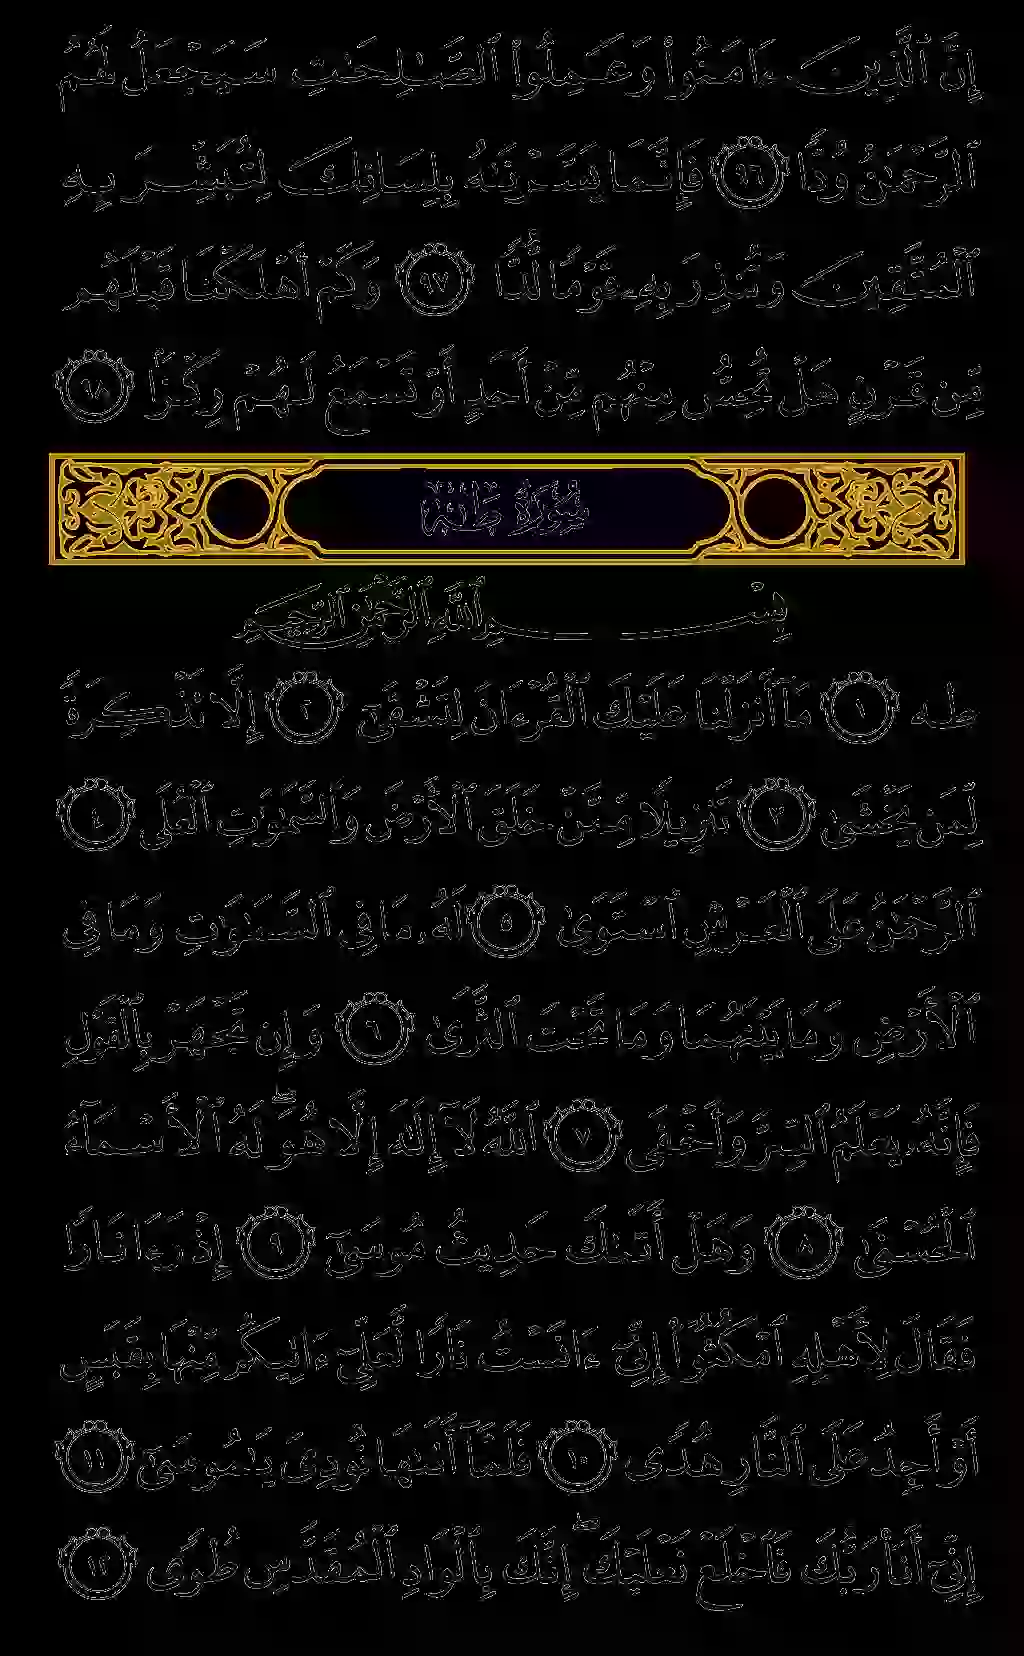 إِنَّ ٱلَّذِينَ ءَامَنُوا۟ وَعَمِلُوا۟ ٱلصَّـٰلِحَـٰتِ سَيَجْعَلُ لَهُمُ
ٱلرَّحْمَـٰنُ وُدًّا ٩٦ فَإِنَّمَا يَسَّرْنَـٰهُ بِلِسَانِكَ لِتُبَشِّرَ بِهِ
ٱلْمُتَّقِينَ وَتُنذِرَ بِهِۦ قَوْمًا لُّدًّا ٩٧ وَكَمْ أَهْلَكْنَا قَبْلَهُم
مِّن قَرْنٍ هَلْ تُحِسُّ مِنْهُم مِّنْ أَحَدٍ أَوْ تَسْمَعُ لَهُمْ رِكْزًۢا ٩٨
سُورَةُ طه
بِسْمِ ٱللَّهِ ٱلرَّحْمَـٰنِ ٱلرَّحِيمِ
طه ١ مَآ أَنزَلْنَا عَلَيْكَ ٱلْقُرْءَانَ لِتَشْقَىٰٓ ٢ إِلَّا تَذْكِرَةً
لِّمَن يَخْشَىٰ ٣ تَنزِيلًا مِّمَّنْ خَلَقَ ٱلْأَرْضَ وَٱلسَّمَـٰوَٰتِ ٱلْعُلَى ٤
ٱلرَّحْمَـٰنُ عَلَى ٱلْعَرْشِ ٱسْتَوَىٰ ٥ لَهُۥ مَا فِى ٱلسَّمَـٰوَٰتِ وَمَا فِى
ٱلْأَرْضِ وَمَا بَيْنَهُمَا وَمَا تَحْتَ ٱلثَّرَىٰ ٦ وَإِن تَجْهَرْ بِٱلْقَوْلِ
فَإِنَّهُۥ يَعْلَمُ ٱلسِّرَّ وَأَخْفَى ٧ ٱللَّهُ لَآ إِلَـٰهَ إِلَّا هُوَ ۖ لَهُ ٱلْأَسْمَآءُ
ٱلْحُسْنَىٰ ٨ وَهَلْ أَتَىٰكَ حَدِيثُ مُوسَىٰٓ ٩ إِذْ رَءَا نَارًا
فَقَالَ لِأَهْلِهِ ٱمْكُثُوٓا۟ إِنِّىٓ ءَانَسْتُ نَارًا لَّعَلِّىٓ ءَاتِيكُم مِّنْهَا بِقَبَسٍ
أَوْ أَجِدُ عَلَى ٱلنَّارِ هُدًى ١٠ فَلَمَّآ أَتَىٰهَا نُودِىَ يَـٰمُوسَىٰٓ ١١
إِنِّىٓ أَنَا۠ رَبُّكَ فَٱخْلَعْ نَعْلَيْكَ ۖ إِنَّكَ بِٱلْوَادِ ٱلْمُقَدَّسِ طُوًى ١٢